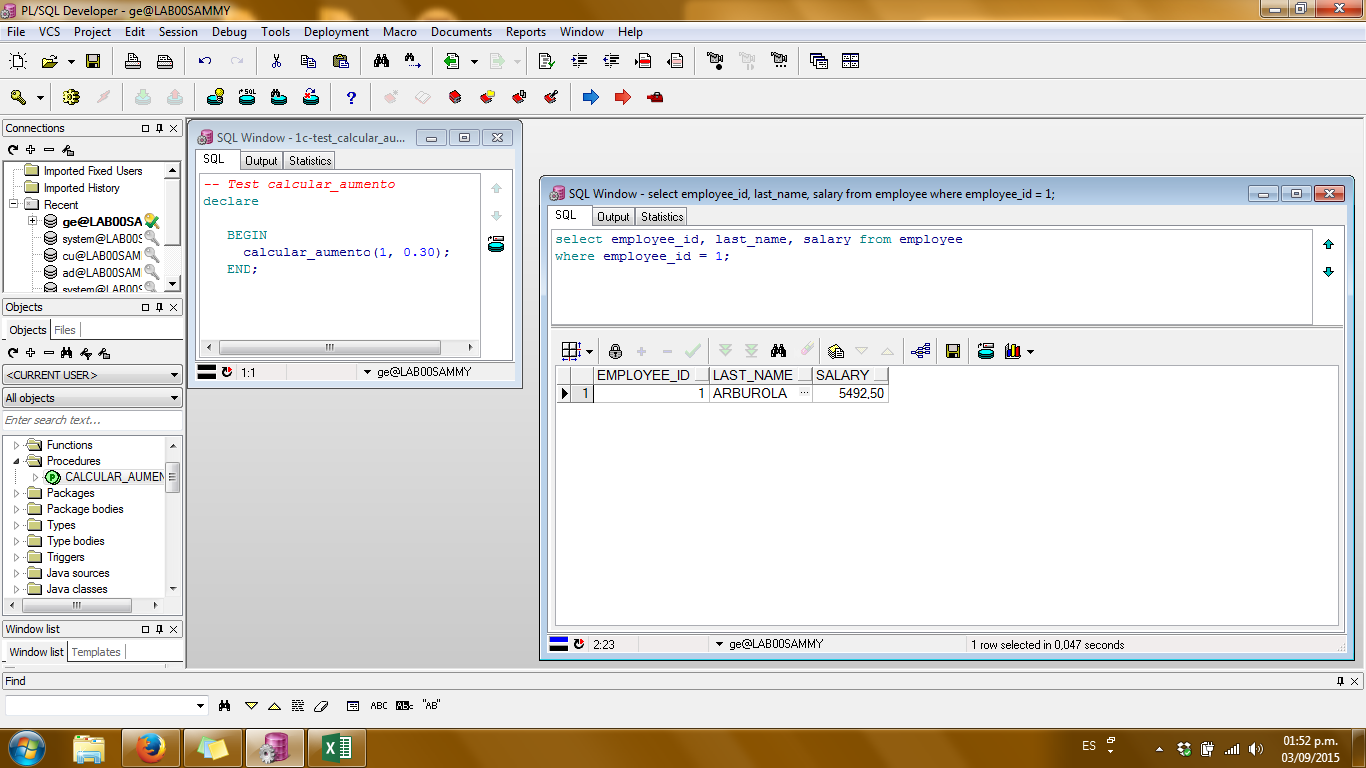 PL/SQL Developer - ge@LAB00SAMMY
File VCS Project Edit Session Debug Tools Deployment Macro Documents Reports Window Help
Connections
Imported Fixed Users
Imported History
Recent
ge@LAB00SA
system@LAB00S
cu@LAB00SAM
ad@LAB00SAM
system@LAB00S
Objects
Objects Files
<CURRENT USER>
All objects
Enter search text...
Functions
Procedures
CALCULAR_AUMEN
Packages
Package bodies
Types
Type bodies
Triggers
Java sources
Java classes
Window list
Window list Templates
SQL Window - 1c-test_calcular_au...
SQL Output Statistics
-- Test calcular_aumento
declare
BEGIN
calcular_aumento(1, 0.30);
END;
1:1 ge@LAB00SAMMY
SQL Window - select employee_id, last_name, salary from employee where employee_id = 1;
SQL Output Statistics
select employee_id, last_name, salary from employee
where employee_id = 1;
EMPLOYEE_ID LAST_NAME SALARY
1 1 ARBUROLA ... 5492,50
2:23 ge@LAB00SAMMY 1 row selected in 0,047 seconds
Find
ABC AB "AB"
ES
01:52 p.m.
03/09/2015